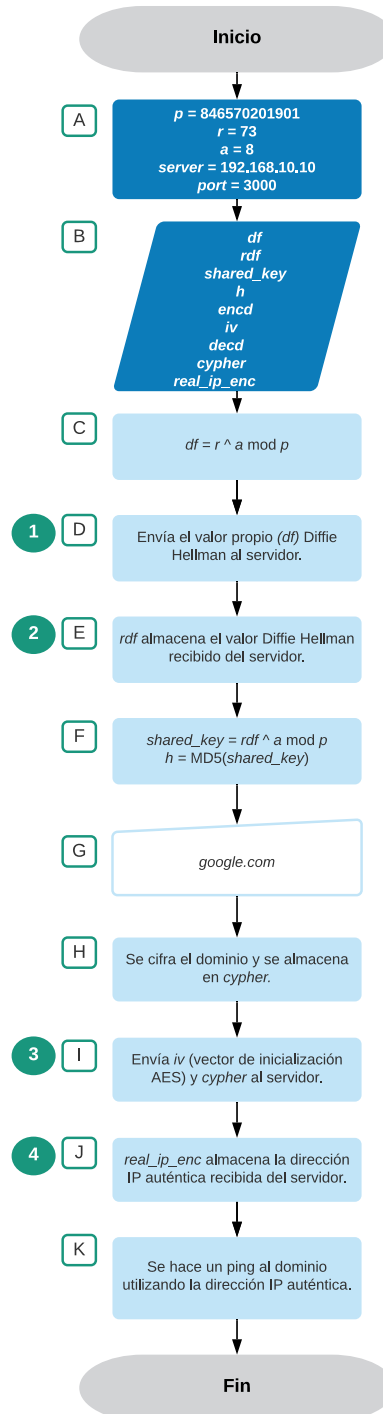 Inicio
A
p = 846570201901
r = 73
a = 8
server = 192.168.10.10
port = 3000
B
df
rdf
shared_key
h
encd
iv
decd
cypher
real_ip_enc
C
df = r ^ a mod p
1
D
Envía el valor propio (df) Diffie
Hellman al servidor.
2
E
rdf almacena el valor Diffie Hellman
recibido del servidor.
F
shared_key = rdf ^ a mod p
h = MD5(shared_key)
G
google.com
H
Se cifra el dominio y se almacena
en cypher.
3
I
Envía iv (vector de inicialización
AES) y cypher al servidor.
4
J
real_ip_enc almacena la dirección
IP auténtica recibida del servidor.
K
Se hace un ping al dominio
utilizando la dirección IP auténtica.
Fin